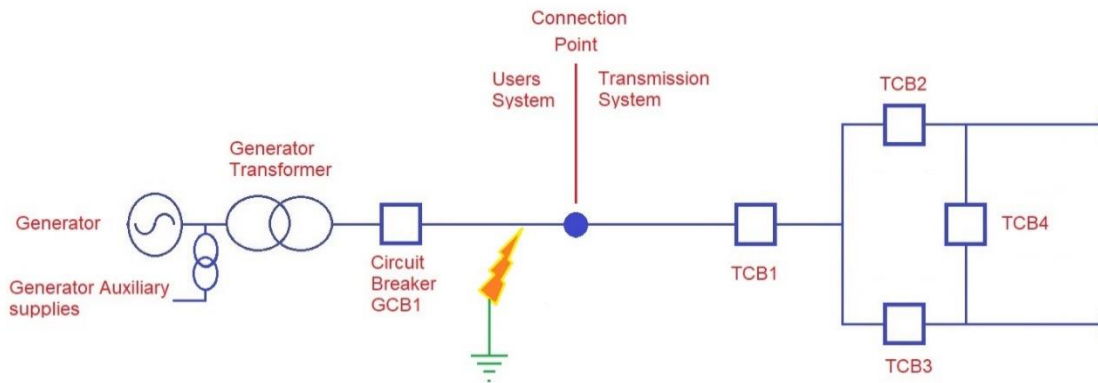 Connection
Point
Users
System
Transmission
System
TCB2
Generator
Transformer
Generator
TCB4
Circuit
Breaker
GCB1
TCB1
Generator Auxiliary
supplies
TCB3